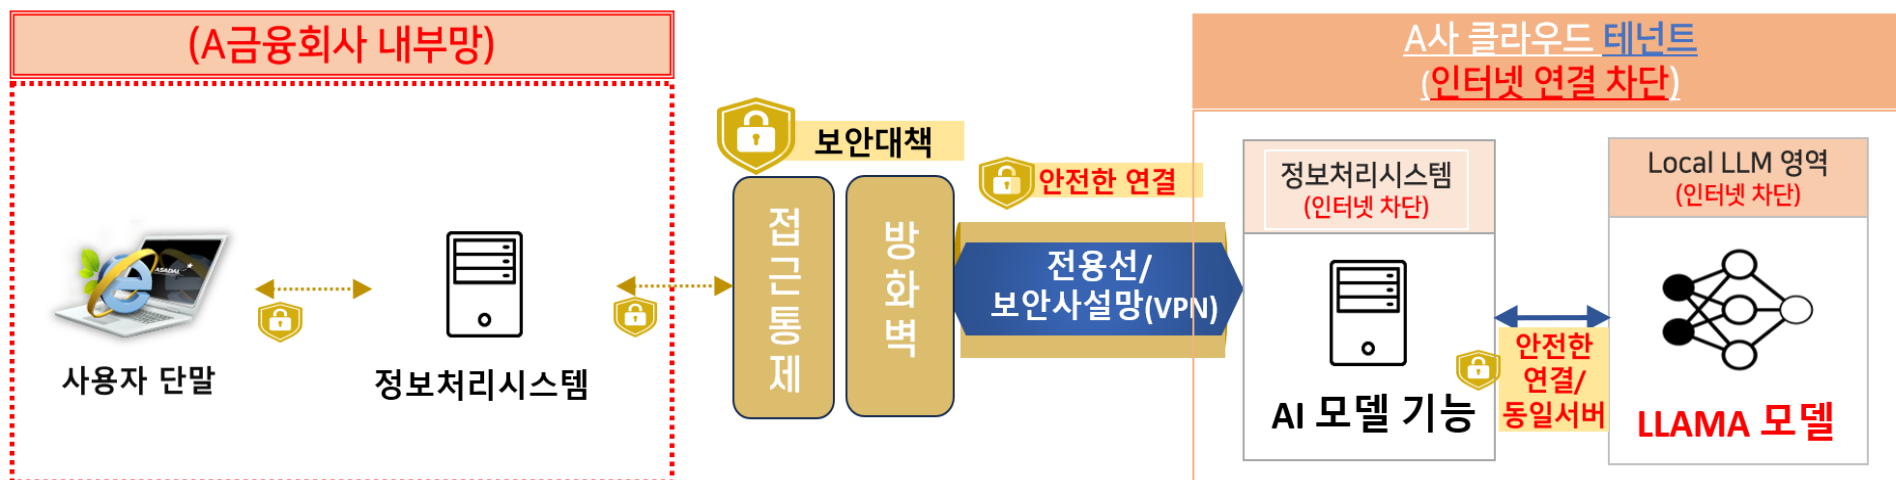 (A금융회사 내부망)
A사 클라우드 테넌트
(인터넷 연결 차단)
보안대책
안전한 연결
정보처리시스템
(인터넷 차단)
Local LLM 영역
(인터넷 차단)
접근통제
방화벽
전용선/
보안사설망(VPN)
ASADAL
사용자 단말
정보처리시스템
AI 모델 기능
안전한
연결/
동일서버
LLAMA 모델